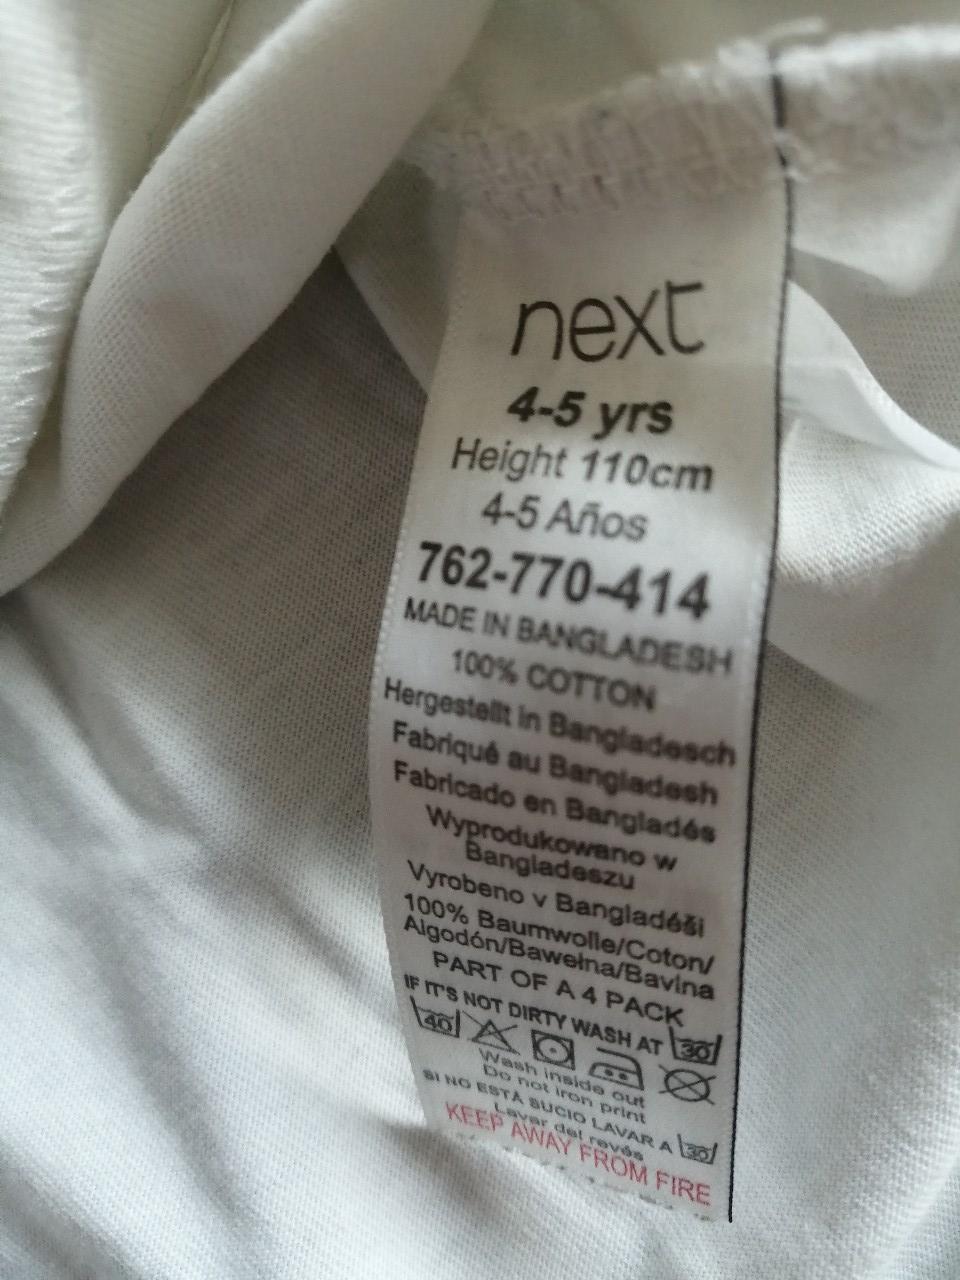 next
4-5 yrs
Height 110cm
4-5 Años
762-770-414
MADE IN BANGLADESH
100% COTTON
Hergestellt in Bangladesch
Fabriqué au Bangladesh
Fabricado en Bangladés
Wyprodukowano w
Bangladeszu
Vyrobeno v Bangladéši
100% Baumwolle/Coton/
Algodón/Bawełna/Bavlna
PART OF A 4 PACK
IF IT'S NOT DIRTY WASH AT 30
40
Wash inside out
Do not iron print
SI NO ESTÁ SUCIO LAVAR A 30
Lavar del revés
KEEP AWAY FROM FIRE